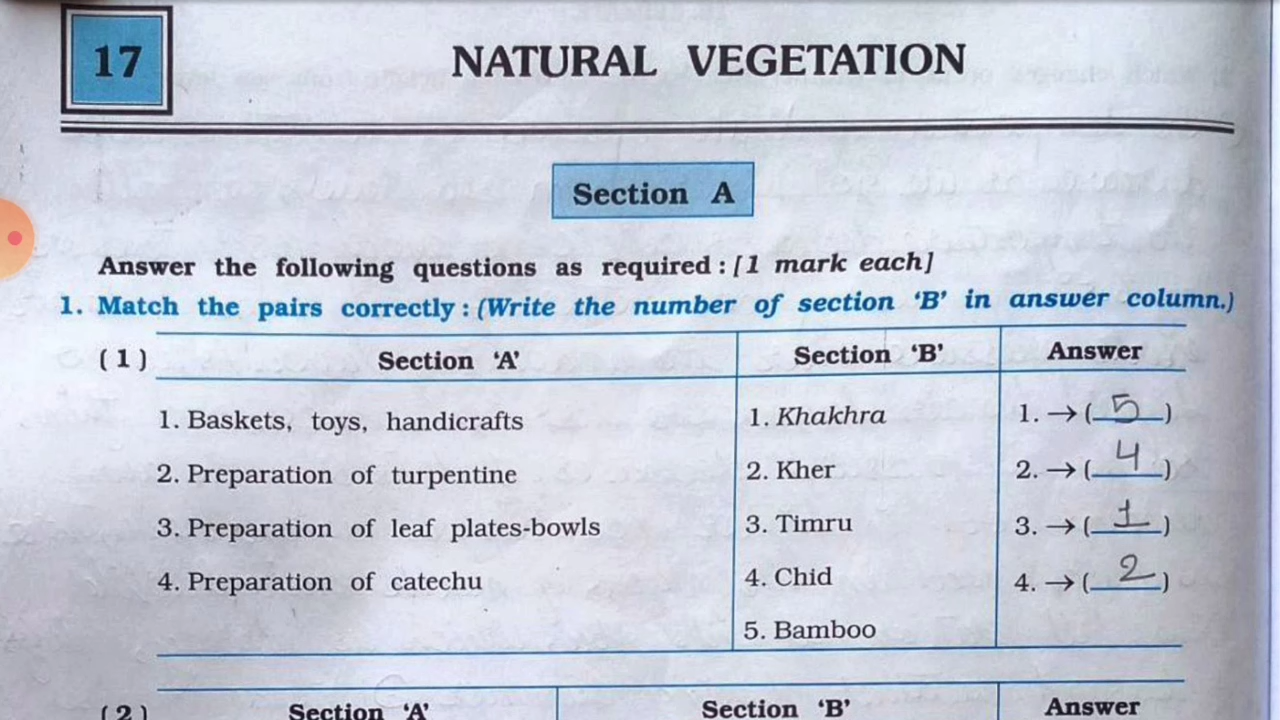 17
NATURAL VEGETATION
Section A
Answer the following questions as required : [1 mark each]
1. Match the pairs correctly : (Write the number of section ‘B’ in answer column.)
(1) Section ‘A’ Section ‘B’ Answer
1. Baskets, toys, handicrafts 1. Khakhra 1. → (5)
2. Preparation of turpentine 2. Kher 2. → (4)
3. Preparation of leaf plates-bowls 3. Timru 3. → (1)
4. Preparation of catechu 4. Chid 4. → (2)
5. Bamboo
(2) Section ‘A’ Section ‘B’ Answer